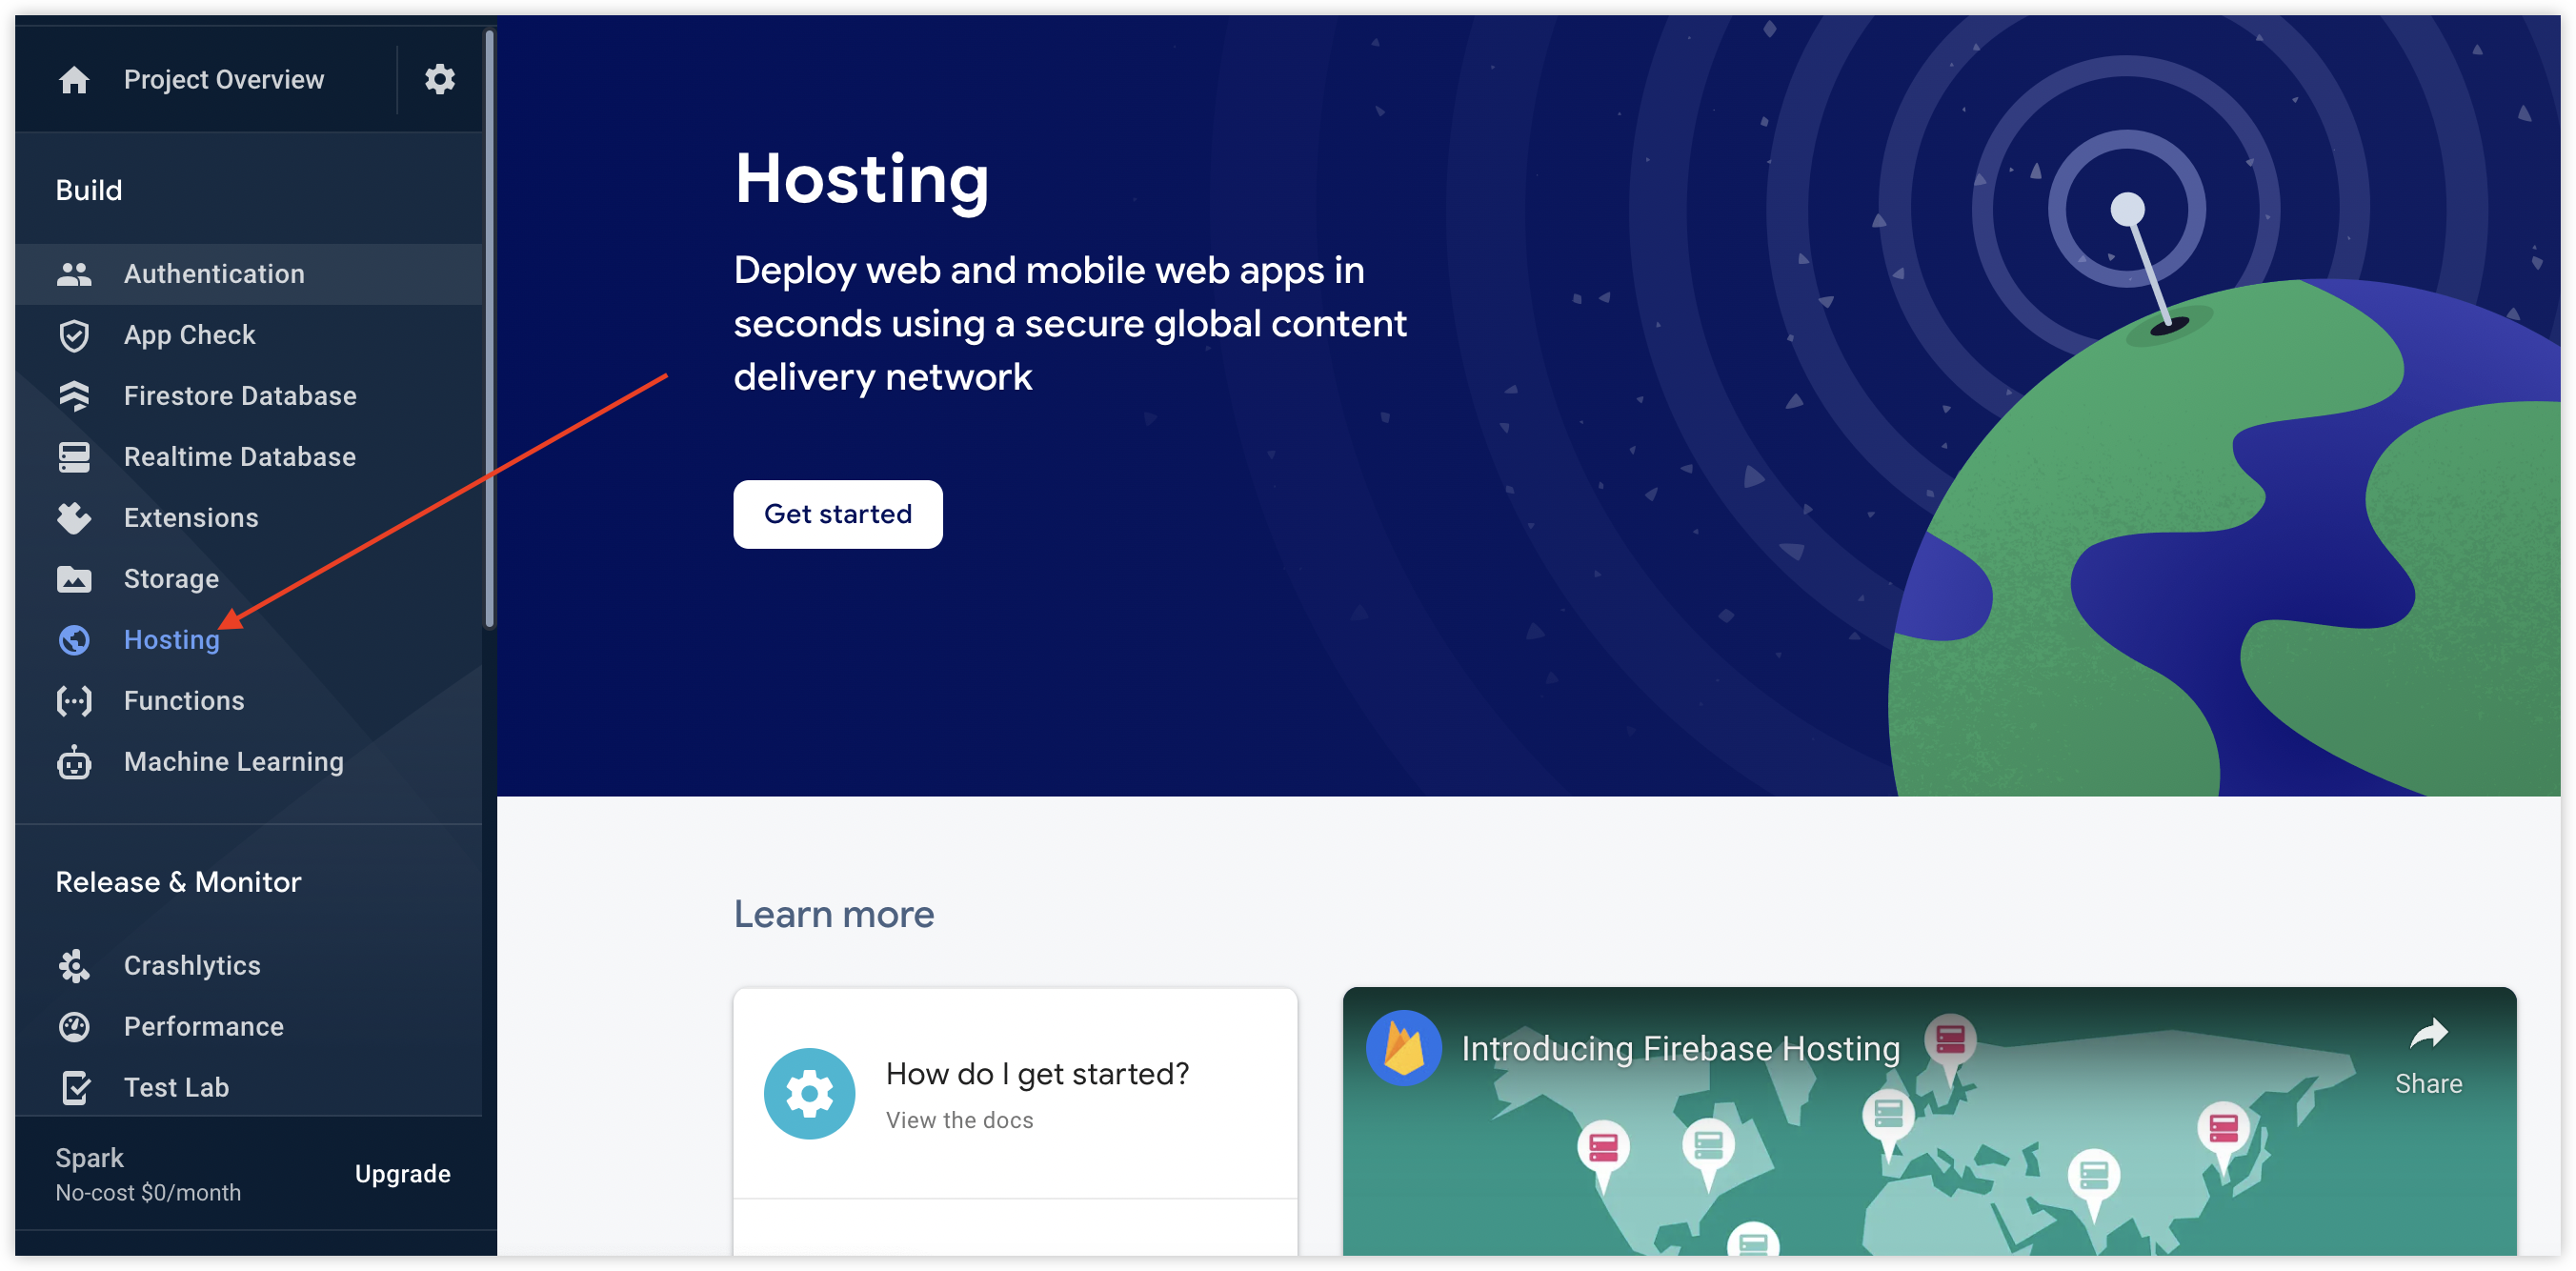 Project Overview
Build
Authentication
App Check
Firestore Database
Realtime Database
Extensions
Storage
Hosting
Functions
Machine Learning
Release & Monitor
Crashlytics
Performance
Test Lab
Spark
No-cost $0/month
Upgrade
Hosting
Deploy web and mobile web apps in
seconds using a secure global content
delivery network
Get started
Learn more
How do I get started?
View the docs
Introducing Firebase Hosting
Share